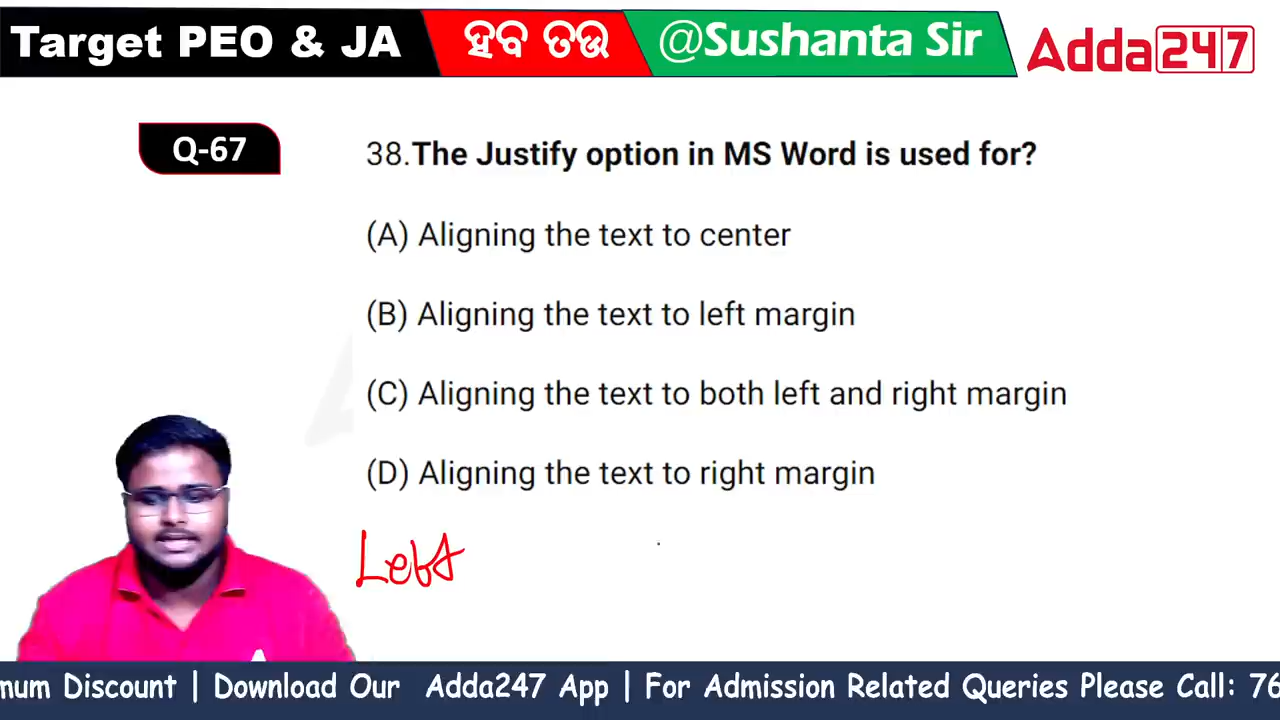 Target PEO & JA ହବ ତଉ @Sushanta Sir Adda247
Q-67
38.The Justify option in MS Word is used for?
(A) Aligning the text to center
(B) Aligning the text to left margin
(C) Aligning the text to both left and right margin
(D) Aligning the text to right margin
Left
mum Discount | Download Our Adda247 App | For Admission Related Queries Please Call: 76